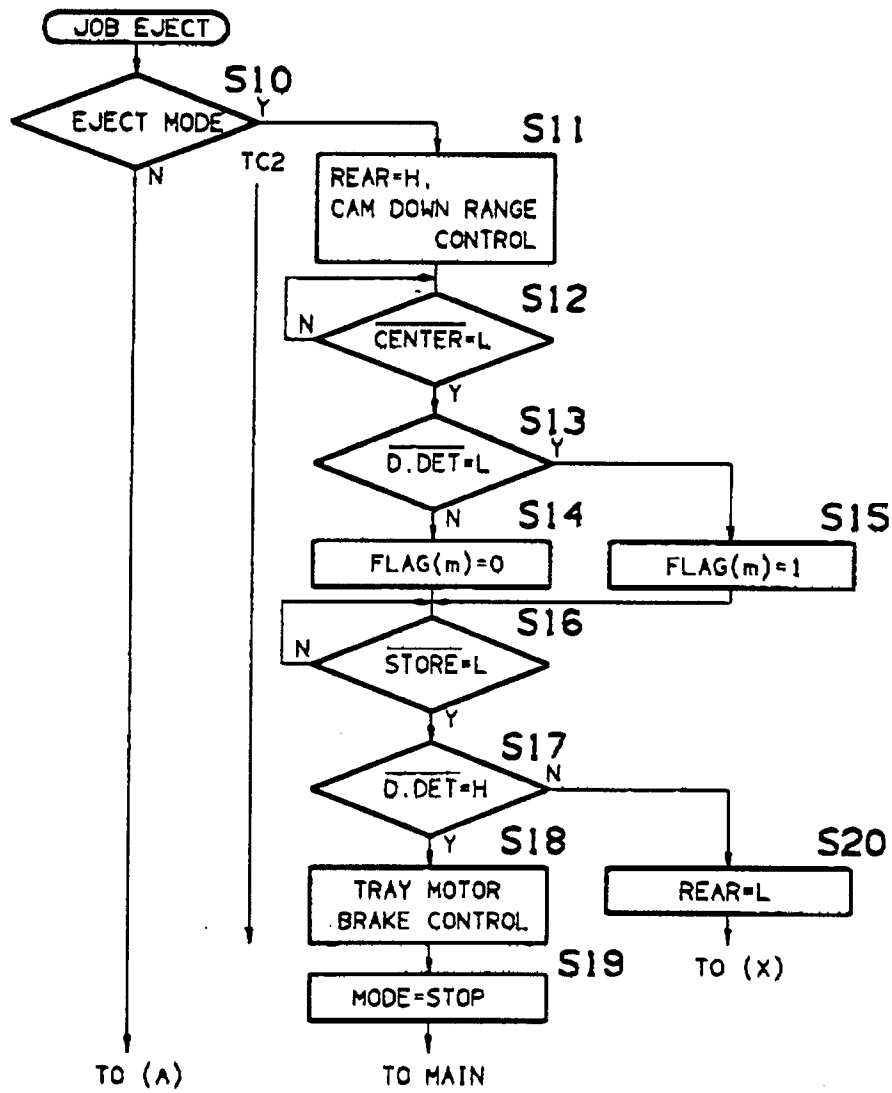 JOB EJECT
S10
EJECT MODE
Y
N
TC2
S11
REAR=H,
CAM DOWN RANGE
CONTROL
S12
N
CENTER=L
Y
S13
Y
D.DET=L
N
S14
S15
FLAG(m)=0
FLAG(m)=1
S16
N
STORE=L
Y
S17
N
D.DET=H
Y
S18
S20
TRAY MOTOR
BRAKE CONTROL
REAR=L
S19
TO (X)
MODE=STOP
TO (A)
TO MAIN